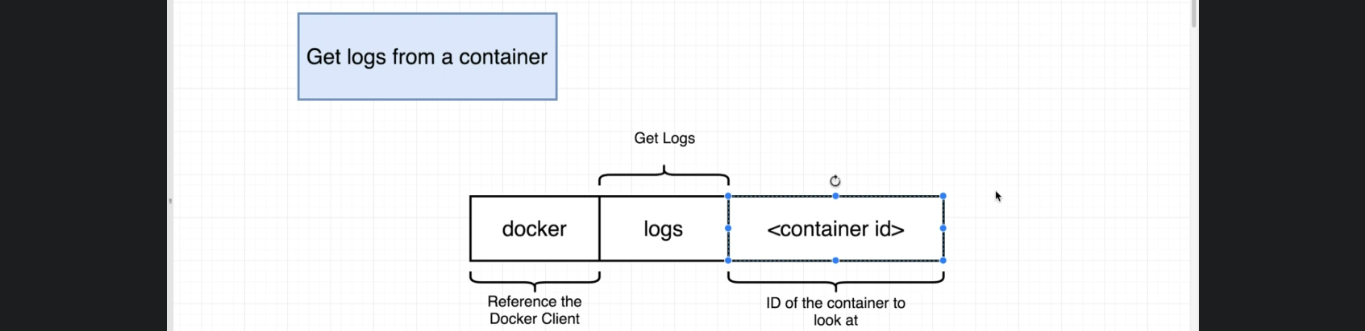 Get logs from a container
Get Logs
docker logs <container id>
Reference the
Docker Client
ID of the container to
look at